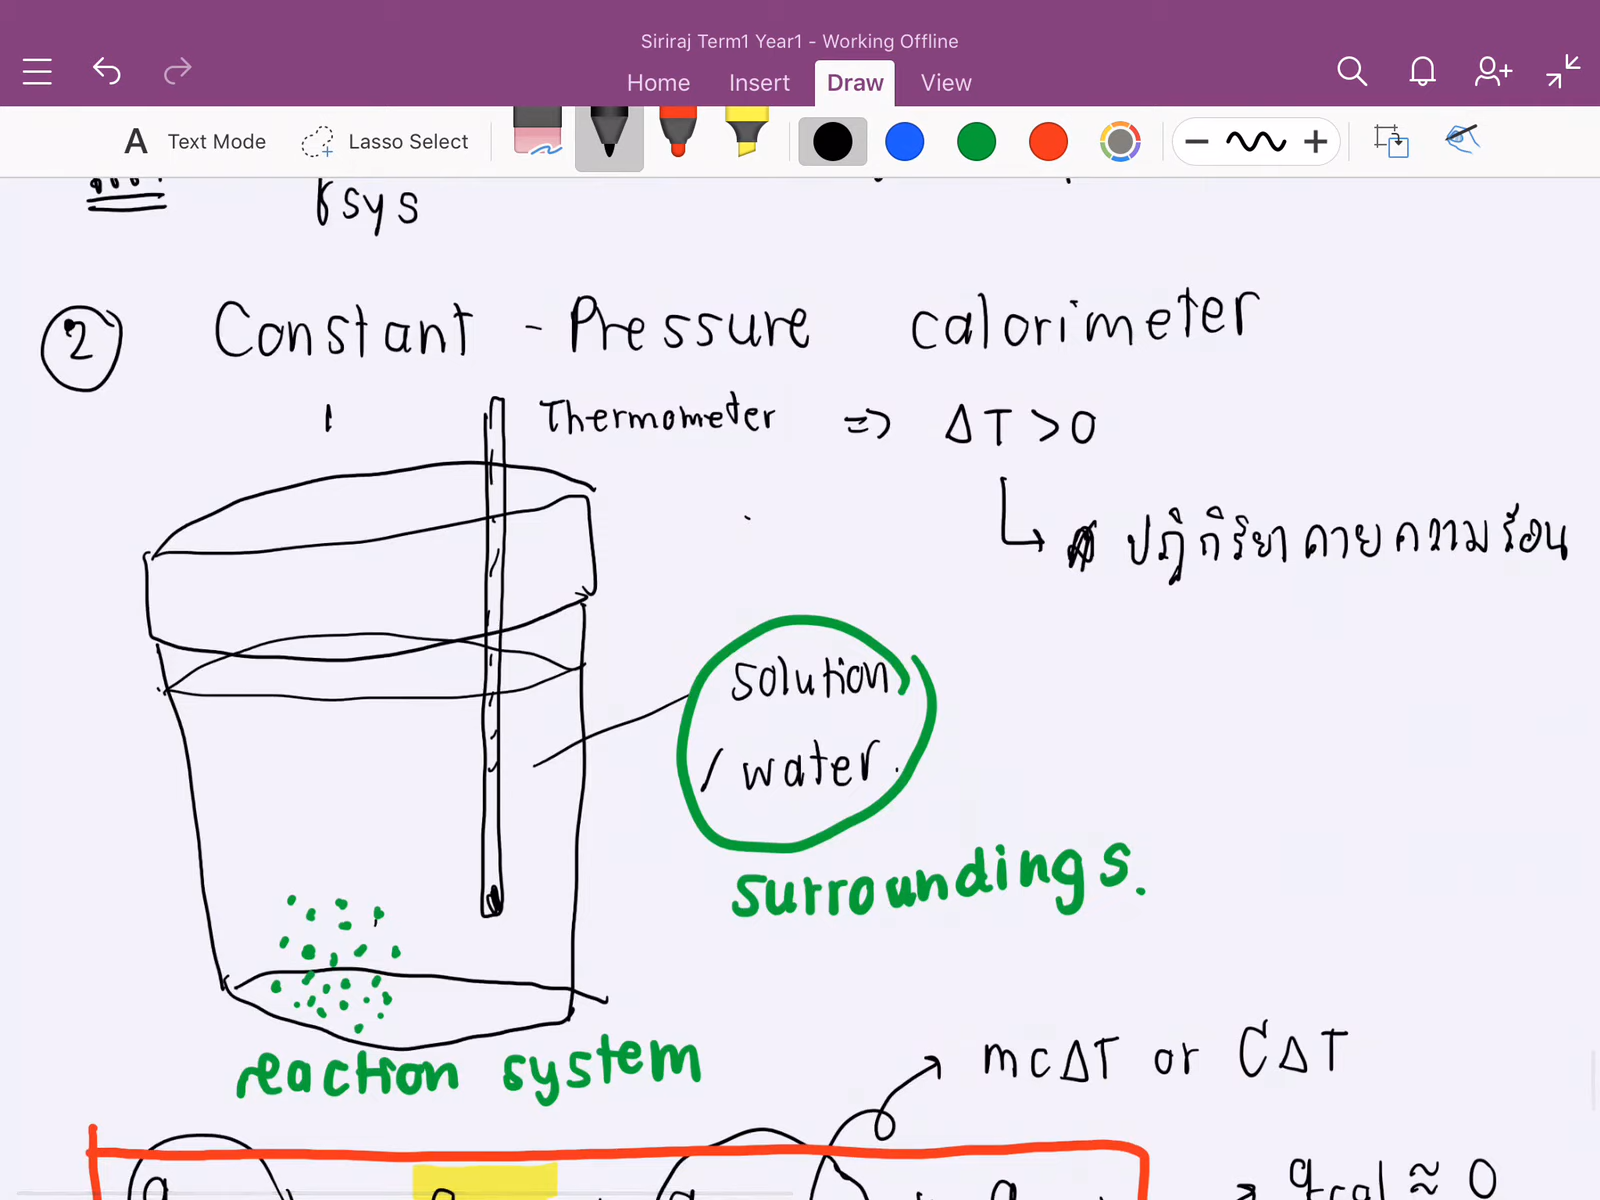 Siriraj Term1 Year1 - Working Offline
Home Insert Draw View
A Text Mode Lasso Select
sys
2 Constant - Pressure calorimeter
Thermometer => ΔT > 0
ปฏิกิริยาคายความร้อน
solution
/ water.
surroundings.
reaction system
mcΔT or CΔT
qcal ≈ 0